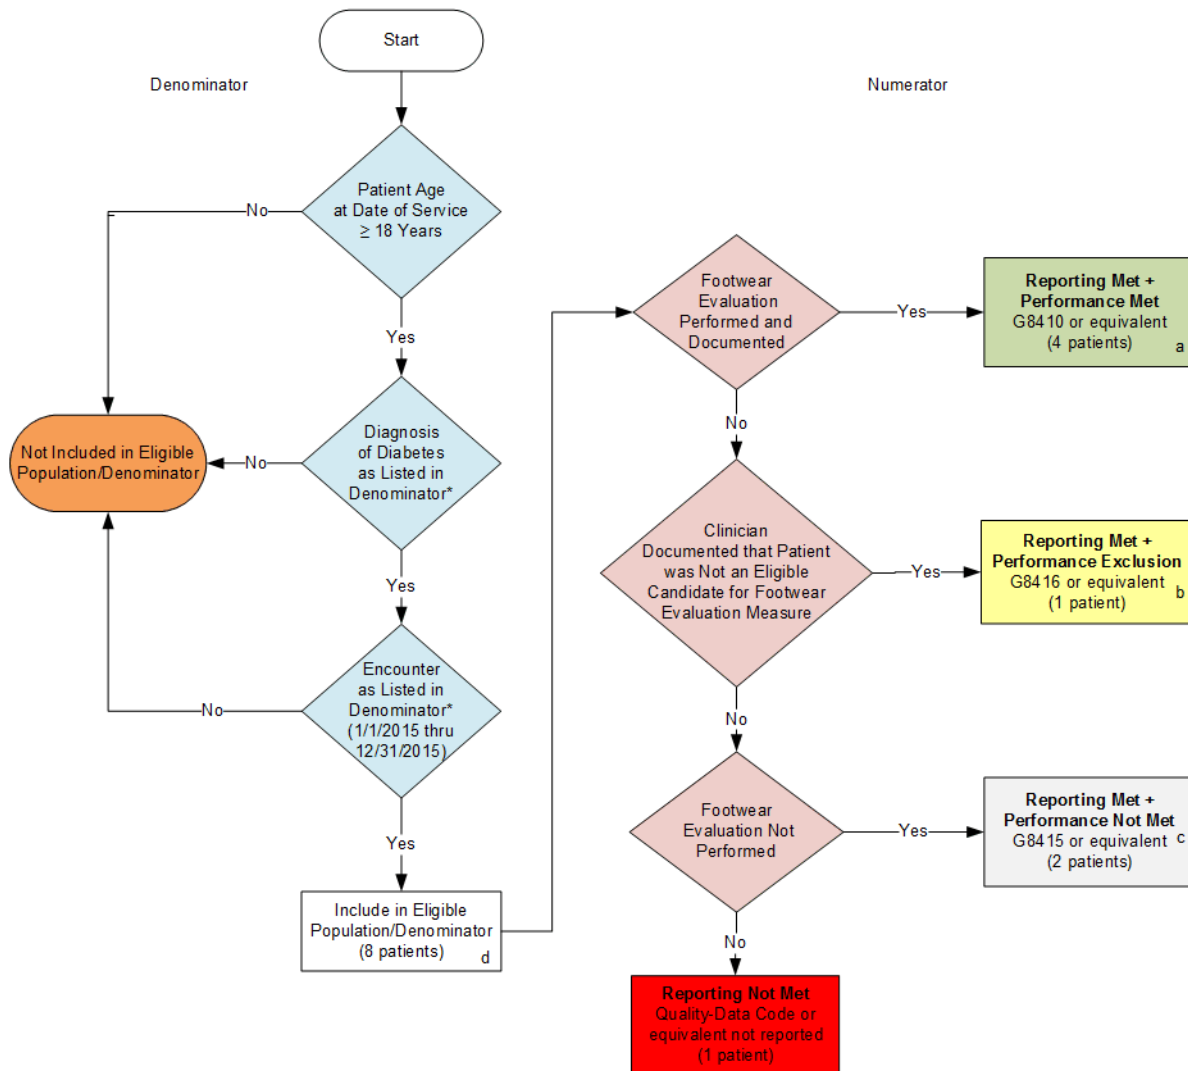 Start
Denominator
Numerator
Patient Age
at Date of Service
≥ 18 Years
No
Yes
Diagnosis
of Diabetes
as Listed in
Denominator*
No
Not Included in Eligible
Population/Denominator
Yes
Encounter
as Listed in
Denominator*
(1/1/2015 thru
12/31/2015)
No
Yes
Include in Eligible
Population/Denominator
(8 patients)
d
Footwear
Evaluation
Performed and
Documented
Yes
Reporting Met +
Performance Met
G8410 or equivalent
(4 patients)
a
No
Clinician
Documented that Patient
was Not an Eligible
Candidate for Footwear
Evaluation Measure
Yes
Reporting Met +
Performance Exclusion
G8416 or equivalent
(1 patient)
b
No
Footwear
Evaluation Not
Performed
Yes
Reporting Met +
Performance Not Met
G8415 or equivalent
(2 patients)
c
No
Reporting Not Met
Quality-Data Code or
equivalent not reported
(1 patient)